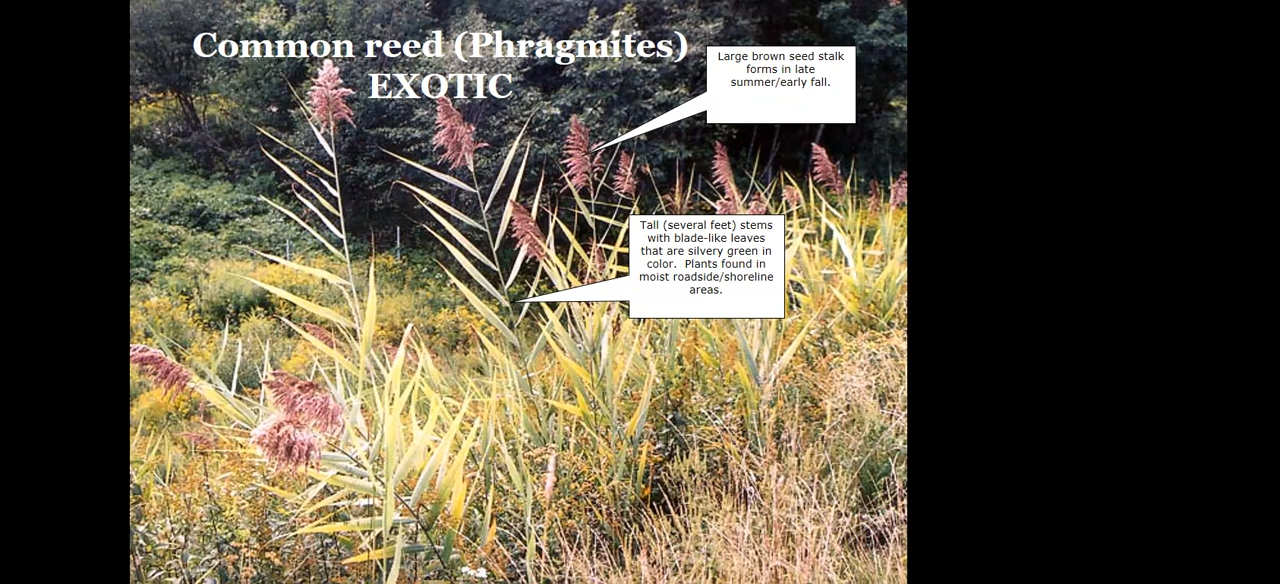 Common reed (Phragmites)
EXOTIC
Large brown seed stalk
forms in late
summer/early fall.
Tall (several feet) stems
with blade-like leaves
that are silvery green in
color.  Plants found in
moist roadside/shoreline
areas.